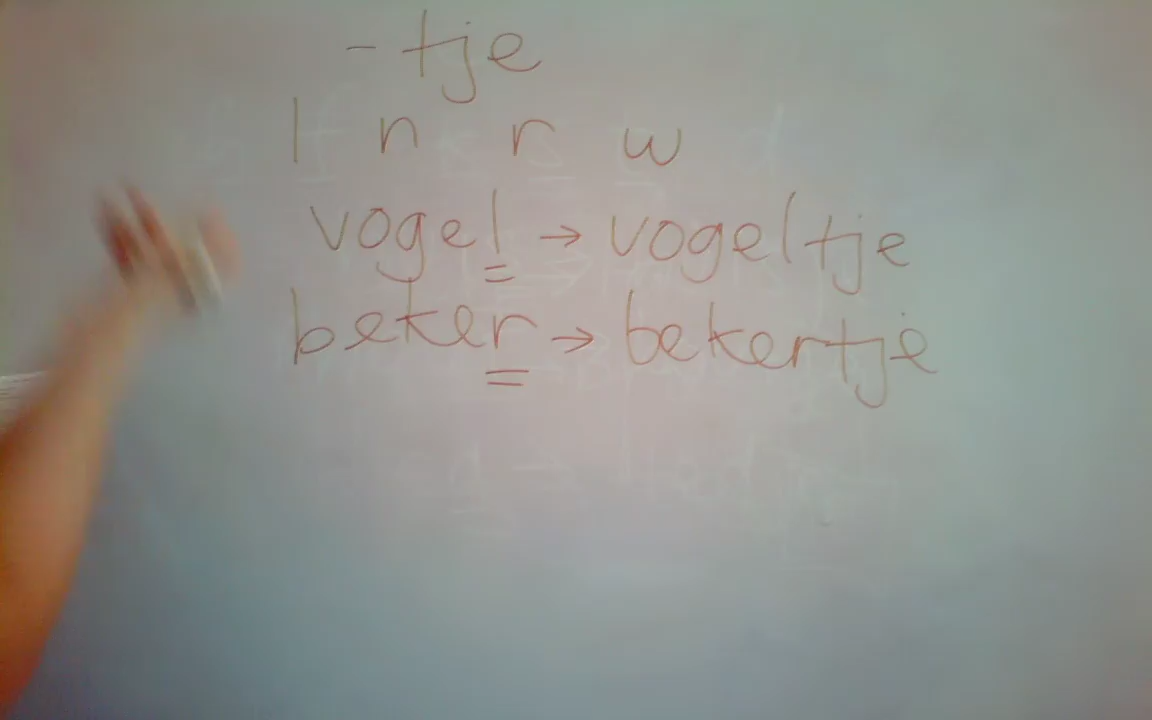 - tje
l n r w
vogel → vogeltje
beker → bekertje